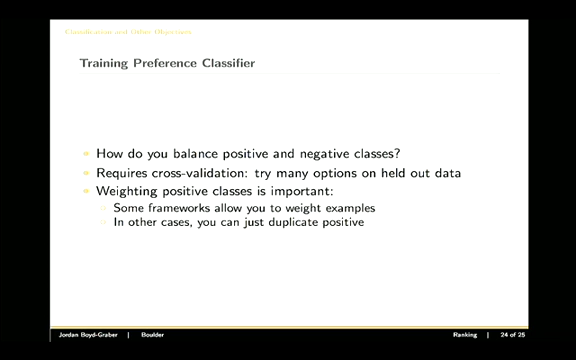 Classification and Other Objectives
Training Preference Classifier
How do you balance positive and negative classes?
Requires cross-validation: try many options on held out data
Weighting positive classes is important:
Some frameworks allow you to weight examples
In other cases, you can just duplicate positive
Jordan Boyd-Graber | Boulder Ranking | 24 of 25